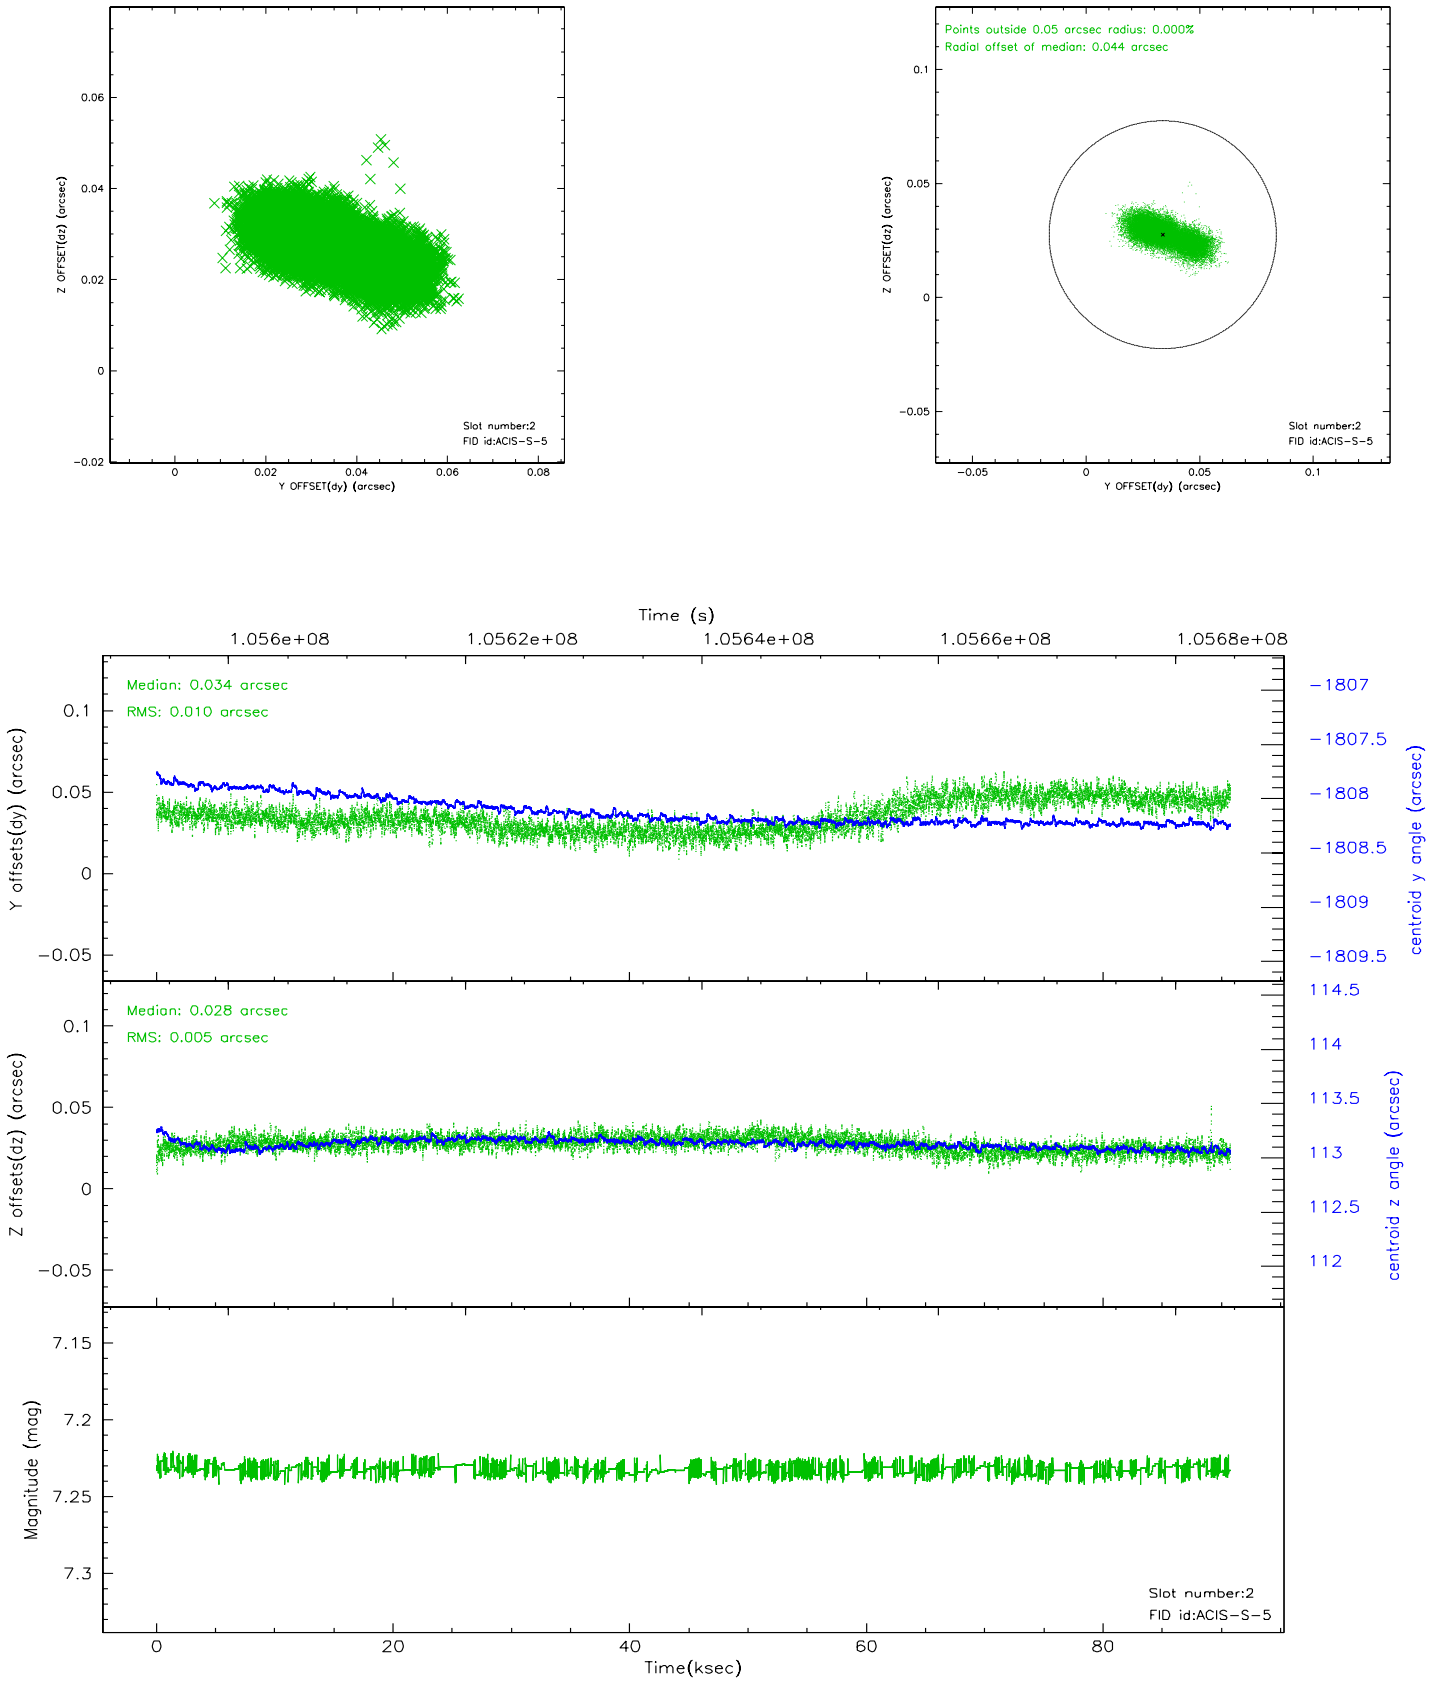 0.06
0.04
0.02
0
−0.02
Z OFFSET(dz) (arcsec)
0
0.02
0.04
0.06
0.08
Y OFFSET(dy) (arcsec)
Slot number:2
FID id:ACIS−S−5
Points outside 0.05 arcsec radius: 0.000%
Radial offset of median: 0.044 arcsec
0.1
0.05
0
−0.05
Z OFFSET(dz) (arcsec)
−0.05
0
0.05
0.1
Y OFFSET(dy) (arcsec)
Slot number:2
FID id:ACIS−S−5
Time (s)
1.056e+08
1.0562e+08
1.0564e+08
1.0566e+08
1.0568e+08
Median: 0.034 arcsec
RMS: 0.010 arcsec
0.1
0.05
0
−0.05
Y offsets(dy) (arcsec)
−1807
−1807.5
−1808
−1808.5
−1809
−1809.5
centroid y angle (arcsec)
Median: 0.028 arcsec
RMS: 0.005 arcsec
0.1
0.05
0
−0.05
Z offsets(dz) (arcsec)
114.5
114
113.5
113
112.5
112
centroid z angle (arcsec)
7.15
7.2
7.25
7.3
Magnitude (mag)
Slot number:2
FID id:ACIS−S−5
0
20
40
60
80
Time(ksec)